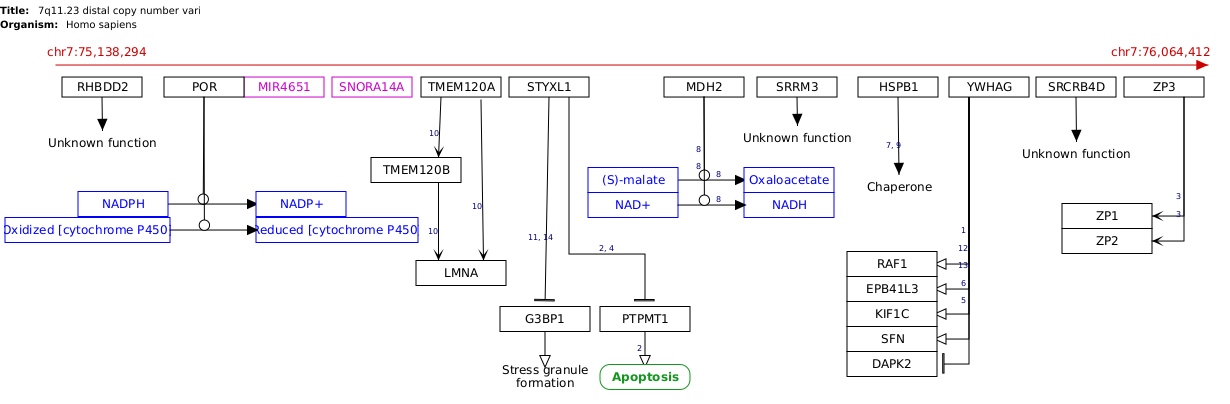 Title: 7q11.23 distal copy number vari
Organism: Homo sapiens
chr7:75,138,294 chr7:76,064,412
RHBDD2 POR MIR4651 SNORA14A TMEM120A STYXL1 MDH2 SRRM3 HSPB1 YWHAG SRCRB4D ZP3
10
Unknown function
Unknown function
8
7, 9
Unknown function
TMEM120B
8
8
(S)-malate
Oxaloacetate
Chaperone
NADPH
NADP+
NAD+
8
NADH
3
10
ZP1
3
Oxidized [cytochrome P450]
Reduced [cytochrome P450
10
11, 14
1
ZP2
2, 4
12
RAF1
13
LMNA
6
EPB41L3
5
G3BP1
PTPMT1
KIF1C
SFN
2
DAPK2
Stress granule
formation
Apoptosis